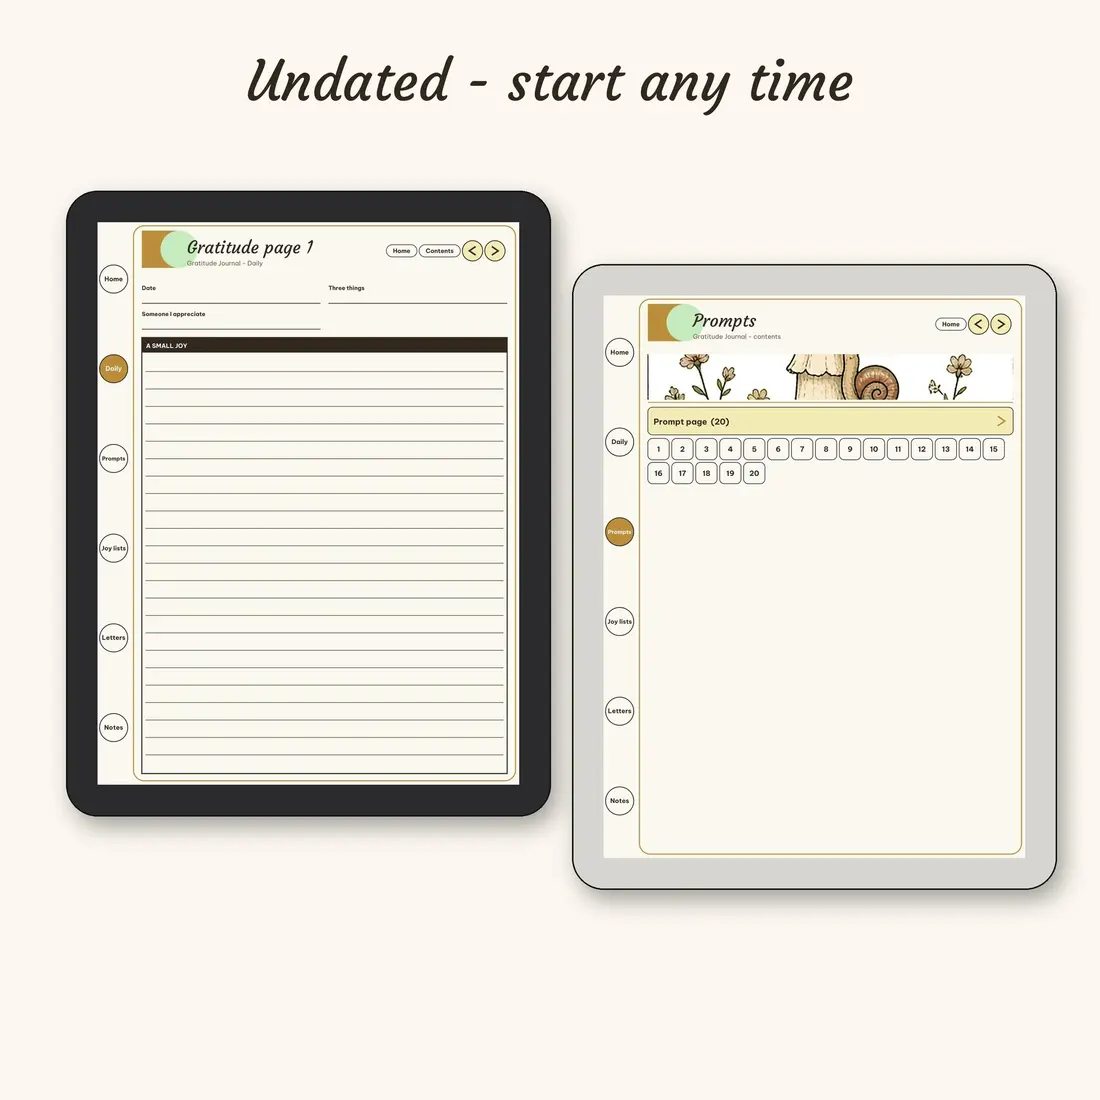 Undated - start any time
Gratitude page 1
Gratitude Journal - Daily
Home
Contents
<
>
Date
Three things
Someone I appreciate
A SMALL JOY
Home
Daily
Prompts
Joy lists
Letters
Notes
Prompts
Gratitude Journal - contents
Home
<
>
Prompt page (20)
>
1 2 3 4 5 6 7 8 9 10 11 12 13 14 15
16 17 18 19 20
Home
Daily
Prompts
Joy lists
Letters
Notes